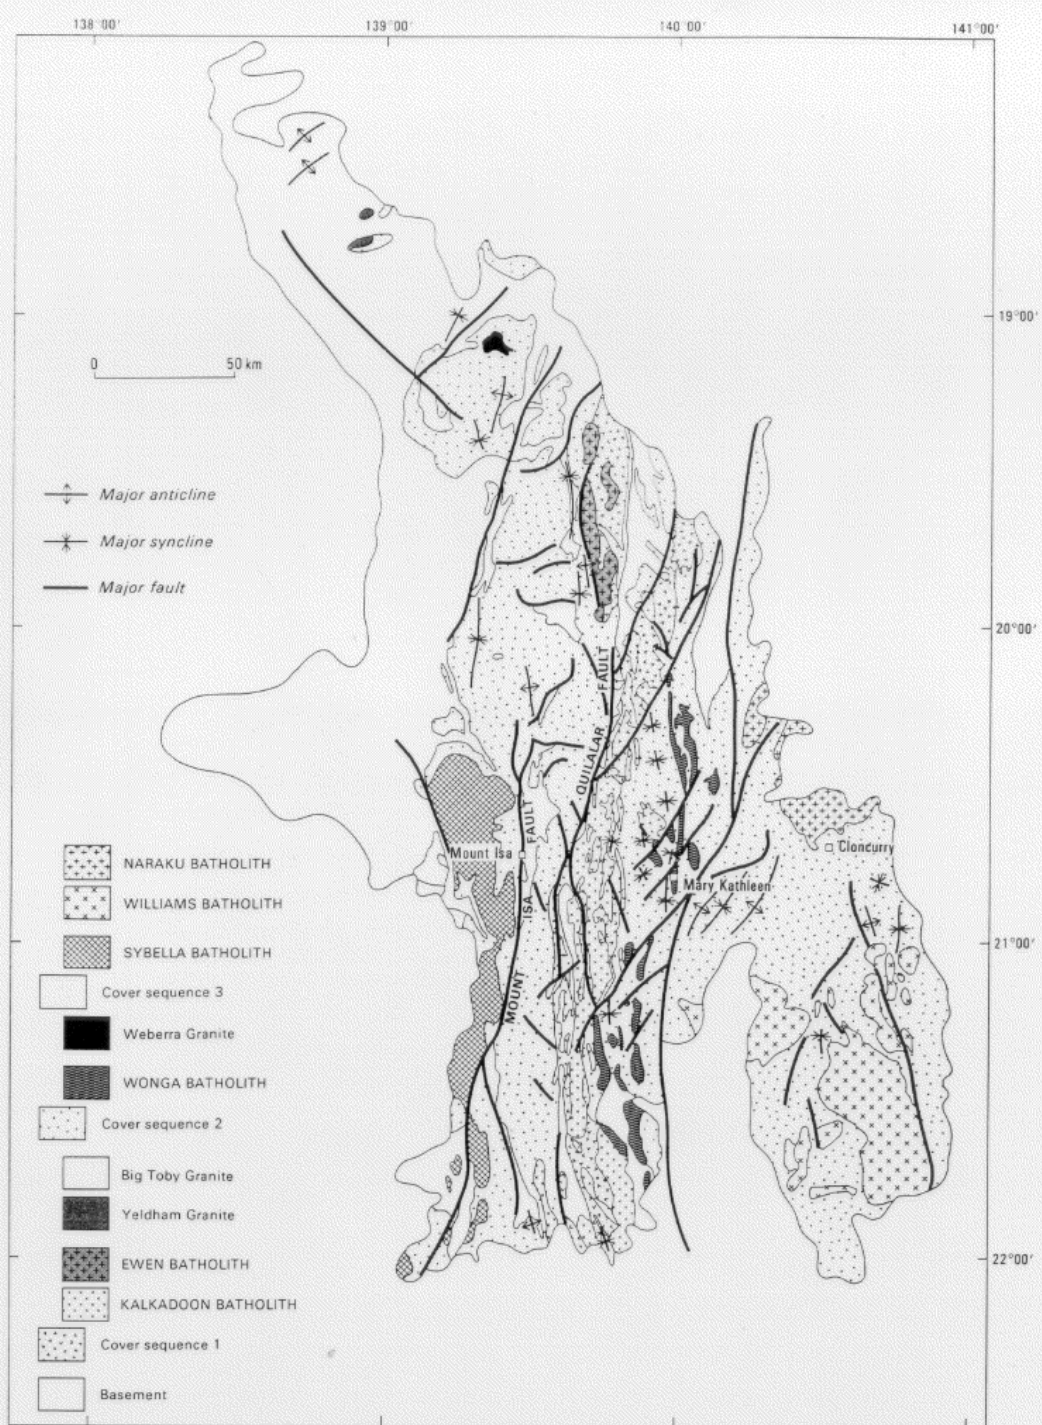 138°00'
139°00'
140°00'
141°00'
19°00'
0 50 km
Major anticline
Major syncline
Major fault
20°00'
FAULT
QUILALAR
FAULT
Mount Isa
Cloncurry
Mary Kathleen
ISA
MOUNT
21°00'
NARAKU BATHOLITH
WILLIAMS BATHOLITH
SYBELLA BATHOLITH
Cover sequence 3
Weberra Granite
WONGA BATHOLITH
Cover sequence 2
Big Toby Granite
Yeldham Granite
EWEN BATHOLITH
KALKADOON BATHOLITH
Cover sequence 1
Basement
22°00'